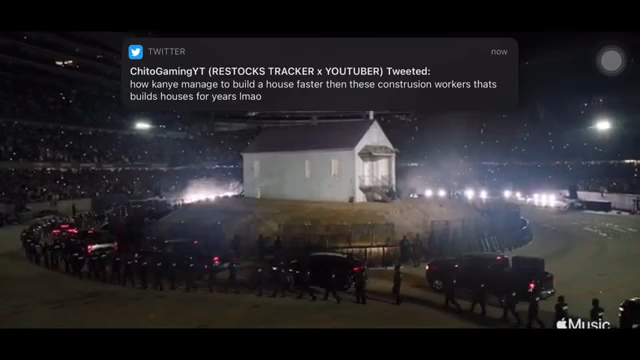 TWITTER
now
ChitoGamingYT (RESTOCKS TRACKER x YOUTUBER) Tweeted:
how kanye manage to build a house faster then these construsion workers thats
builds houses for years lmao
Music